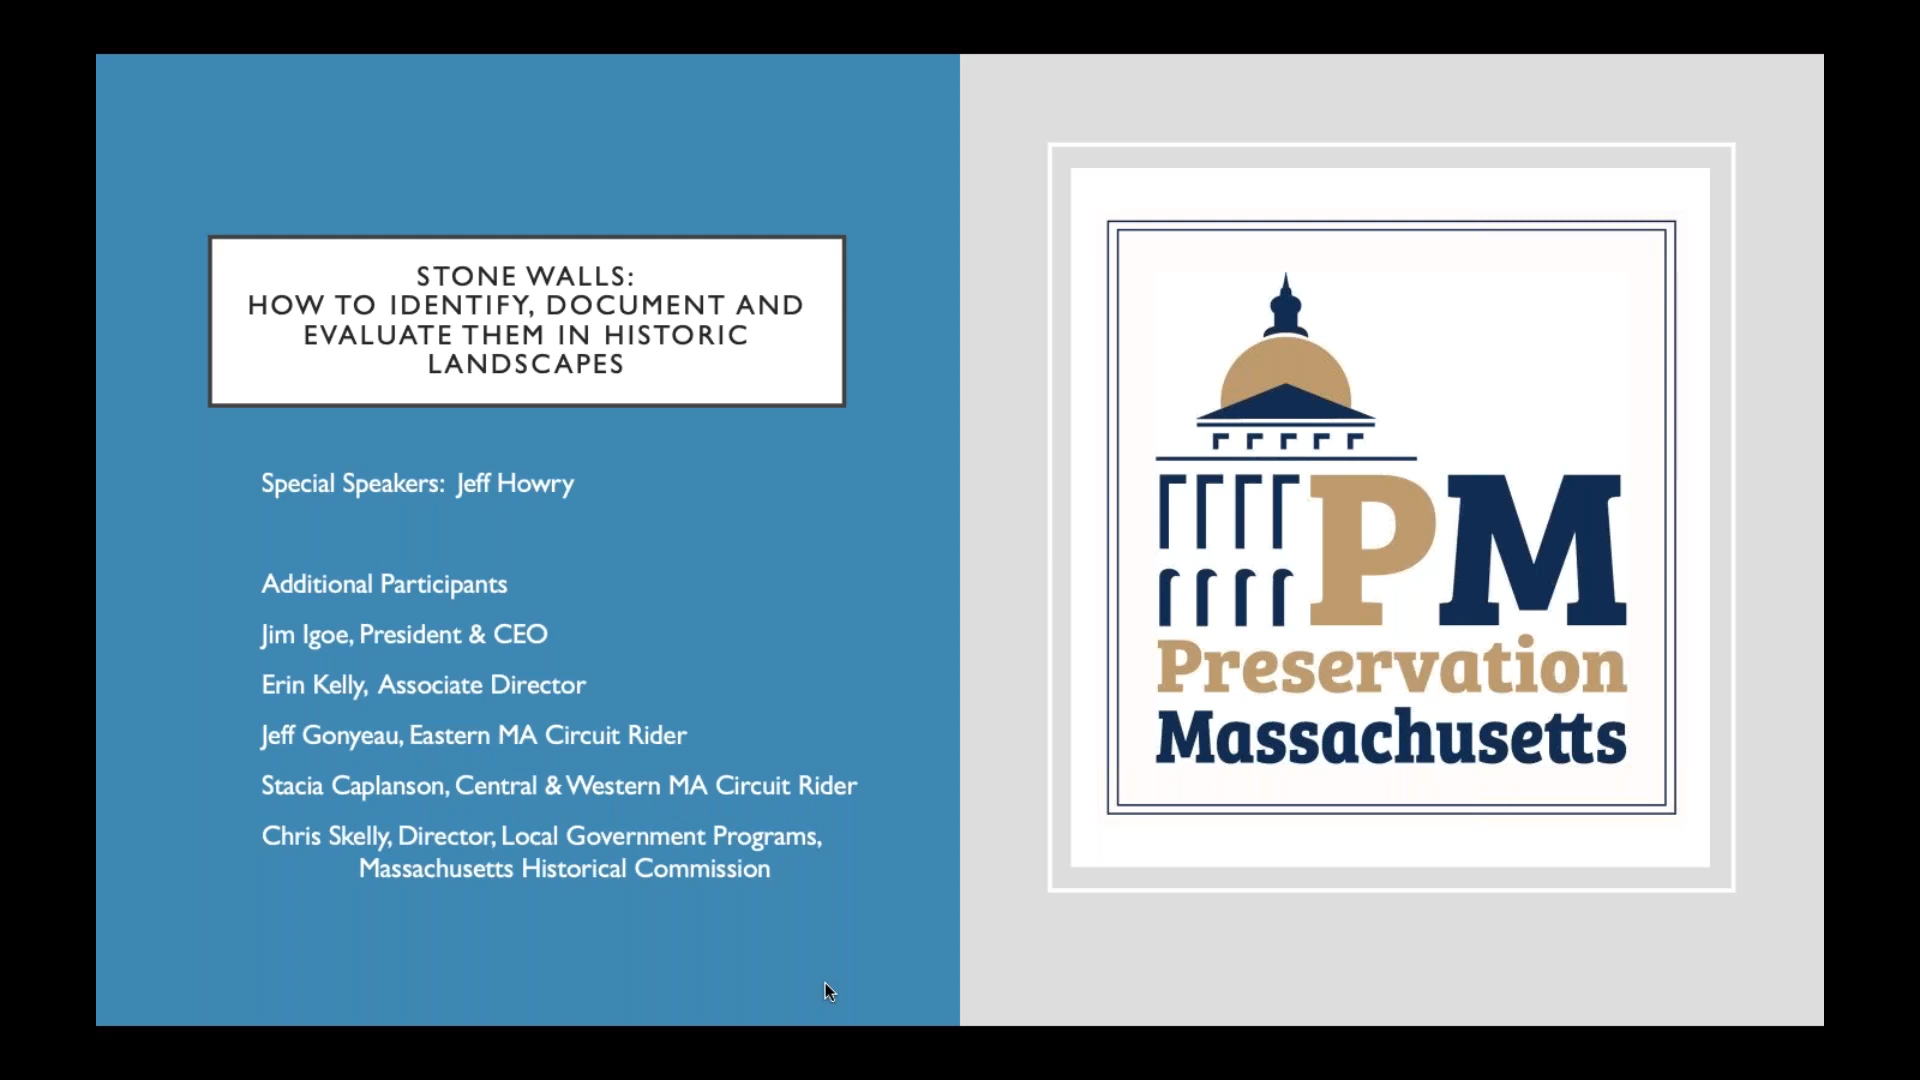 STONE WALLS:
HOW TO IDENTIFY, DOCUMENT AND
EVALUATE THEM IN HISTORIC
LANDSCAPES
Special Speakers: Jeff Howry
Additional Participants
Jim Igoe, President & CEO
Erin Kelly, Associate Director
Jeff Gonyeau, Eastern MA Circuit Rider
Stacia Caplanson, Central & Western MA Circuit Rider
Chris Skelly, Director, Local Government Programs,
Massachusetts Historical Commission
PM
Preservation
Massachusetts